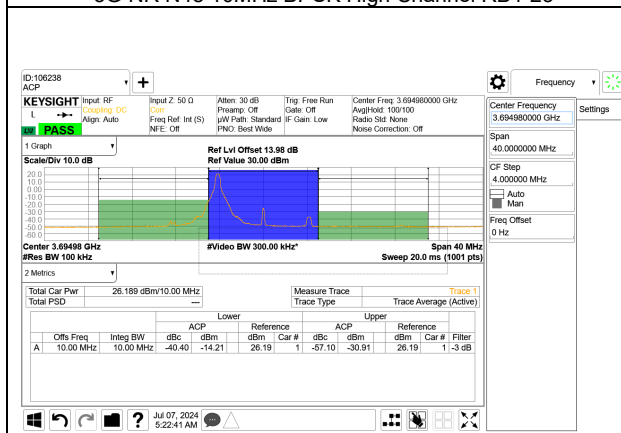 5G NR N48 10MHz BPSK High Channel RB1-23
ID:106238
ACP
Frequency
KEYSIGHT
L
LXI PASS
Input: RF
Coupling: DC
Align: Auto
Input Z: 50 Ω
Corr
Freq Ref: Int (S)
NFE: Off
Atten: 30 dB
Preamp: Off
µW Path: Standard
PNO: Best Wide
Trig: Free Run
Gate: Off
IF Gain: Low
Center Freq: 3.694980000 GHz
Avg|Hold: 100/100
Radio Std: None
Noise Correction: Off
Center Frequency
3.694980000 GHz
Settings
Span
40.0000000 MHz
CF Step
4.000000 MHz
Auto
Man
Freq Offset
0 Hz
1 Graph
Scale/Div 10.0 dB
Ref Lvl Offset 13.98 dB
Ref Value 30.00 dBm
20.0
10.0
0.00
-10.0
-20.0
-30.0
-40.0
-50.0
-60.0
Center 3.69498 GHz #Video BW 300.00 kHz* Span 40 MHz
#Res BW 100 kHz Sweep 20.0 ms (1001 pts)
2 Metrics
Total Car Pwr 26.189 dBm/10.00 MHz Measure Trace Trace 1
Total PSD --- Trace Type Trace Average (Active)
Lower Upper
ACP Reference ACP Reference
Offs Freq Integ BW dBc dBm dBm Car # dBc dBm dBm Car # Filter
A 10.00 MHz 10.00 MHz -40.40 -14.21 26.19 1 -57.10 -30.91 26.19 1 -3 dB
?
Jul 07, 2024
5:22:41 AM